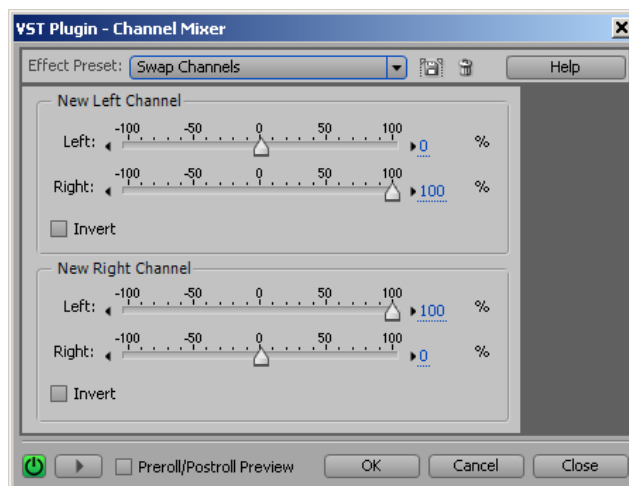 VST Plugin - Channel Mixer
Effect Preset: Swap Channels Help
New Left Channel
-100 -50 0 50 100
Left: 0 %
-100 -50 0 50 100
Right: 100 %
Invert
New Right Channel
-100 -50 0 50 100
Left: 100 %
-100 -50 0 50 100
Right: 0 %
Invert
Preroll/Postroll Preview OK Cancel Close